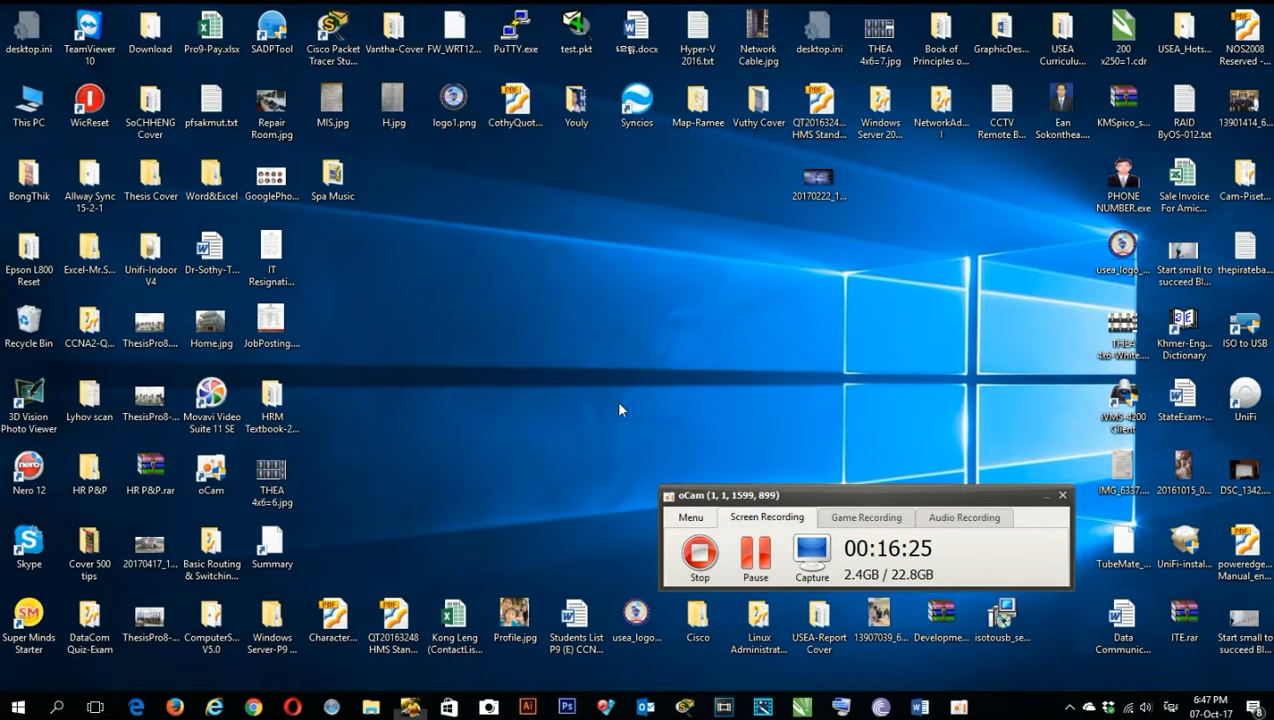 desktop.ini
TeamViewer
10
Download
Pro9-Pay.xlsx
SADPTool
Cisco Packet
Tracer Stu...
Vantha-Cover
FW_WRT12...
PuTTY.exe
test.pkt
Hyper-V
2016.txt
Network
Cable.jpg
desktop.ini
THEA
4x6=7.jpg
Book of
Principles o...
GraphicDes...
USEA
Curriculu...
200
x250=1.cdr
USEA_Hots...
NOS2008
Reserved -...
This PC
WicReset
SoCHHENG
Cover
pfsakmut.txt
Repair
Room.jpg
MIS.jpg
H.jpg
logo1.png
CothyQuot...
Youly
Syncios
Map-Ramee
Vuthy Cover
QT2016324...
HMS Stand...
Windows
Server 20...
NetworkAd...
I
CCTV
Remote B...
Ean
Sokonthea...
KMSpico_s...
RAID
ByOS-012.txt
13901414_6...
BongThik
Allway Sync
15-2-1
Thesis Cover
Word&Excel
GooglePho...
Spa Music
20170222_1...
PHONE
NUMBER.exe
Sale Invoice
For Amic...
Cam-Piset...
Epson L800
Reset
Excel-Mr.S...
Unifi-Indoor
V4
Dr-Sothy-T...
IT
Resignati...
usea_logo_...
Start small to
succeed Bl...
thepirateba...
Recycle Bin
CCNA2-Q...
ThesisPro8....
Home.jpg
JobPosting....
THEA
4x6-White....
Khmer-Eng...
Dictionary
ISO to USB
3D Vision
Photo Viewer
Lyhov scan
ThesisPro8-...
Movavi Video
Suite 11 SE
HRM
Textbook-2...
iVMS-4200
Client
StateExam-...
UniFi
Nero 12
HR P&P
HR P&P.rar
oCam
THEA
4x6=6.jpg
IMG_6337....
20161015_0...
DSC_1342....
oCam (1, 1, 1599, 899)
Menu
Screen Recording
Game Recording
Audio Recording
Stop
Pause
Capture
00:16:25
2.4GB / 22.8GB
Skype
Cover 500
tips
20170417_1...
Basic Routing
& Switchin...
Summary
TubeMate_...
UniFi-instal...
poweredge...
Manual_en...
Super Minds
Starter
DataCom
Quiz-Exam
ThesisPro8-...
ComputerS...
V5.0
Windows
Server-P9 ...
Character...
QT20163248
HMS Stan...
Kong Leng
(ContactLis...
Profile.jpg
Students List
P9 (E) CCN...
usea_logo...
Cisco
Linux
Administrat...
USEA-Report
Cover
13907039_6...
Developme...
isotousb_se...
Data
Communic...
ITE.rar
Start small to
succeed Bl...
6:47 PM
07-Oct-17
8